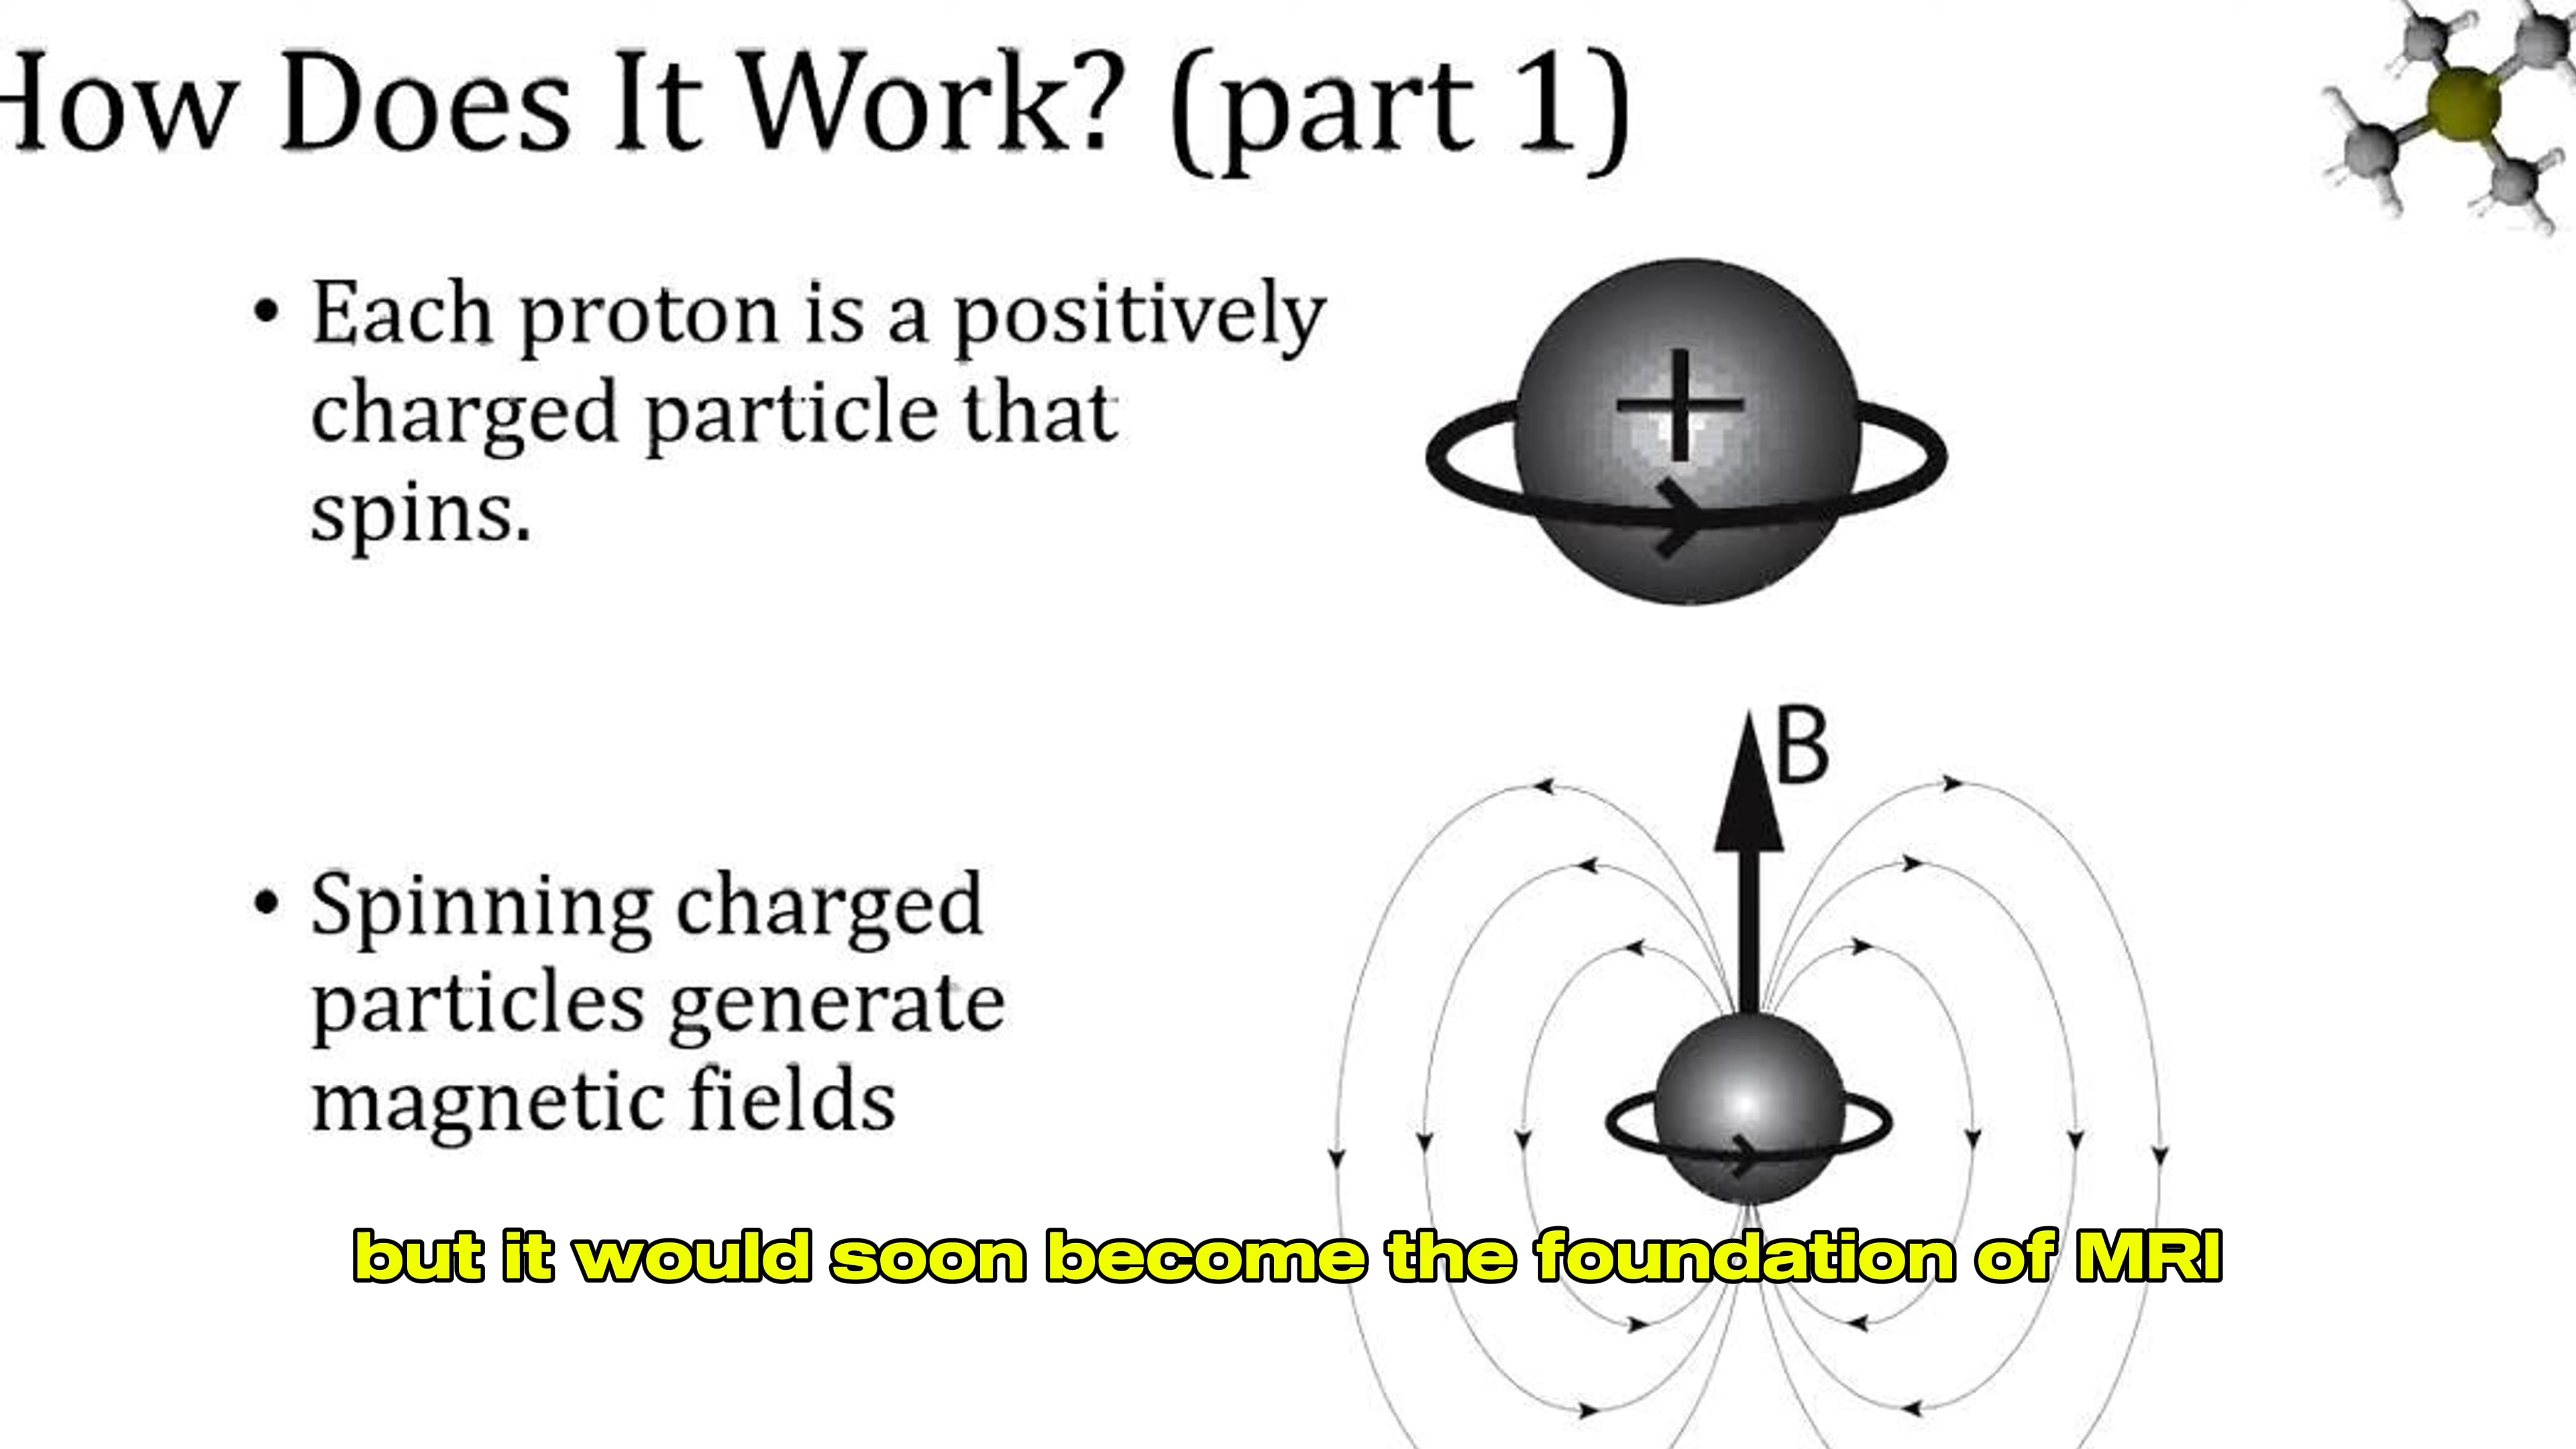 How Does It Work? (part 1)
• Each proton is a positively
charged particle that
spins.
+
B
• Spinning charged
particles generate
magnetic fields
but it would soon become the foundation of MRI